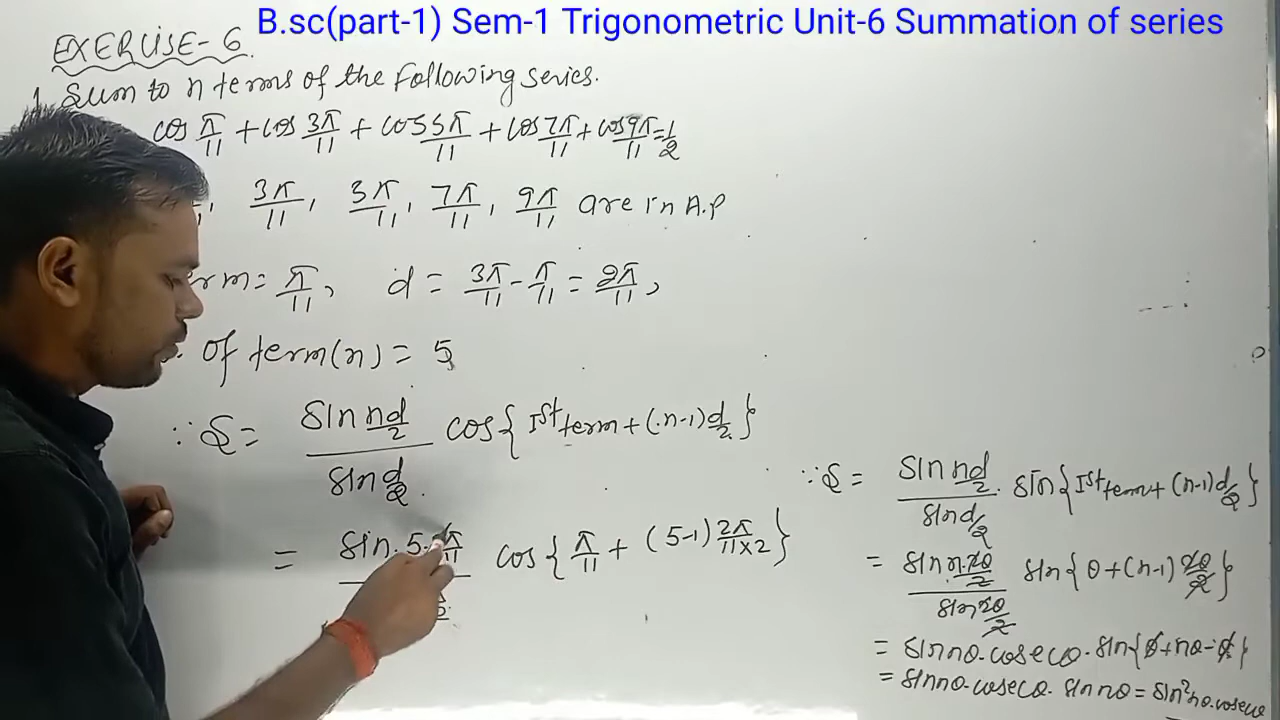 B.sc(part-1) Sem-1 Trigonometric Unit-6 Summation of series
EXERCISE-6
1. Sum to n terms of the following series.
cos π/11 + cos 3π/11 + cos 5π/11 + cos 7π/11 + cos 9π/11 = 1/2
3π/11, 3π/11, 7π/11, 9π/11 are in A.P
erm = π/11, d = 3π/11 - π/11 = 2π/11,
of term(n) = 5
∵ S = sin nd/2 / sin d/2 cos{Ist term + (n-1) d/2}
= sin. 5. π/11 cos{π/11 + (5-1) 2π/11×2}
∵ S = sin nd/2 / sin d/2 . sin{Ist term + (n-1) d/2}
= sin n. 2θ/2 / sin 2θ/2 sin{θ + (n-1) 2θ/2}
= sin nθ. cosecθ. sin{θ + nθ - θ}
= sin nθ. cosecθ. sin nθ = sin²nθ. cosecθ